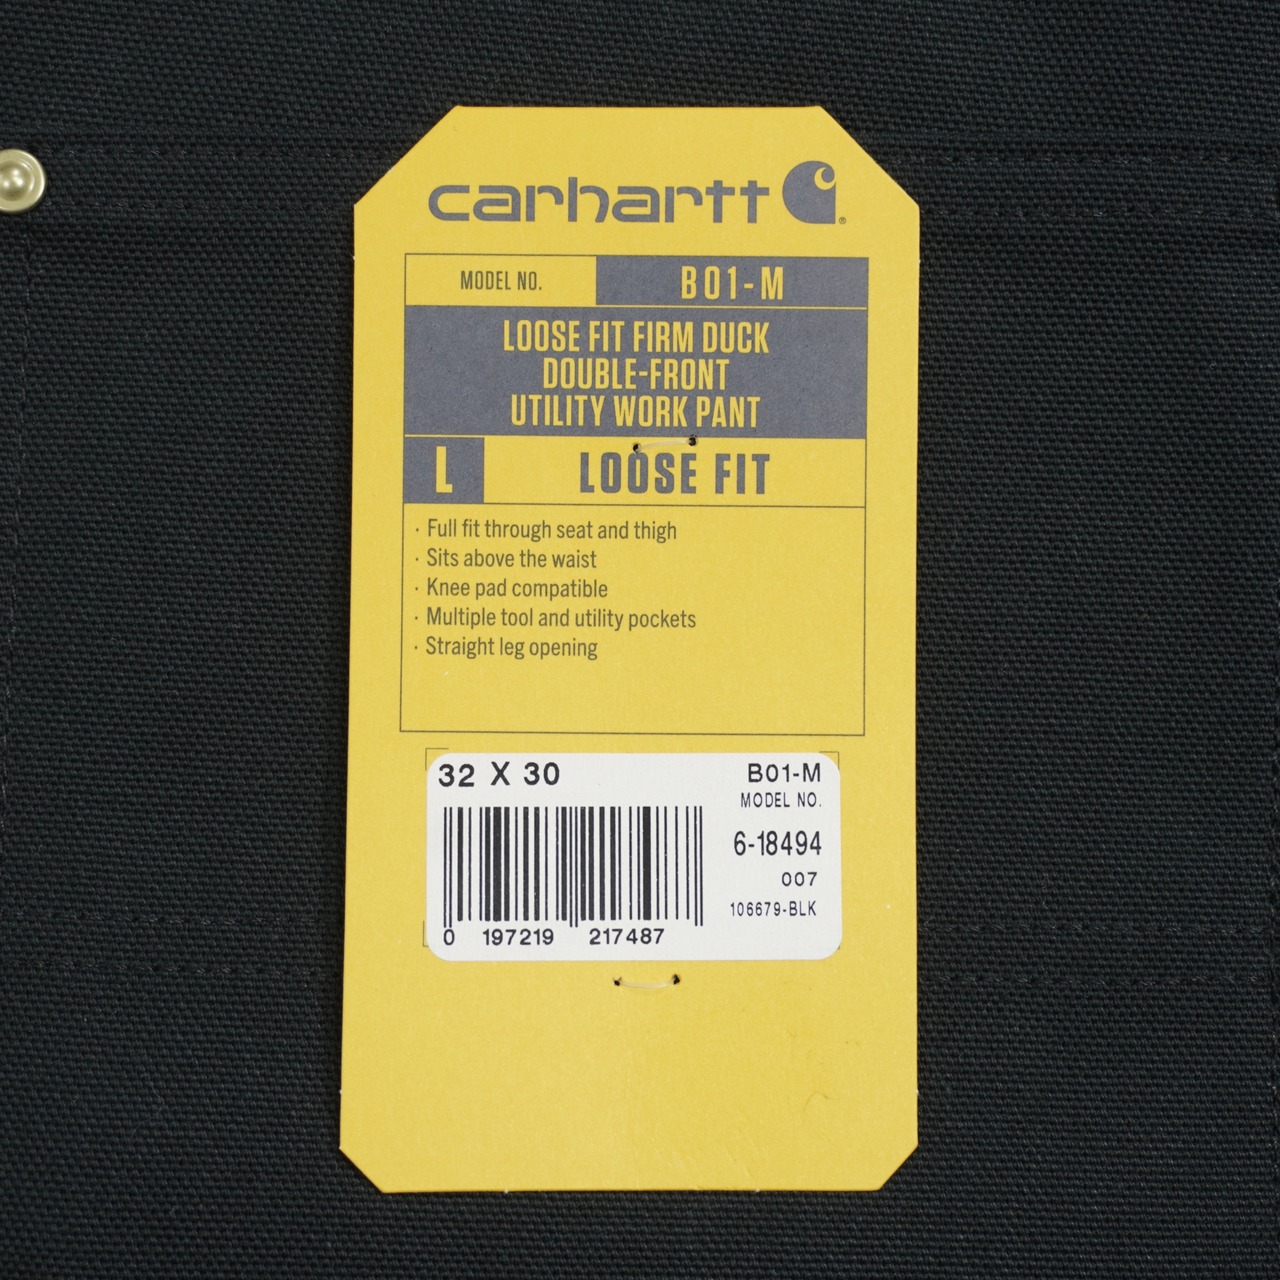 carhartt
MODEL NO. B01-M
LOOSE FIT FIRM DUCK
DOUBLE-FRONT
UTILITY WORK PANT
L LOOSE FIT
· Full fit through seat and thigh
· Sits above the waist
· Knee pad compatible
· Multiple tool and utility pockets
· Straight leg opening
32 X 30 B01-M
MODEL NO.
6-18494
007
106679-BLK
0 197219 217487